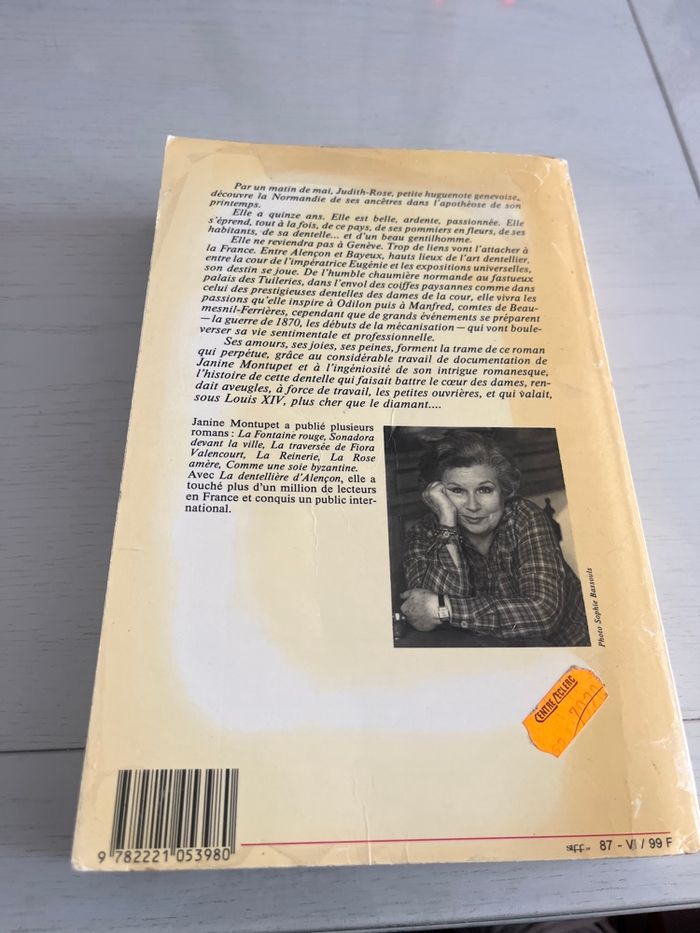 Par un matin de mai, Judith-Rose, petite huguenote genevoise,
découvre la Normandie de ses ancêtres dans l'apothéose de son
printemps.
Elle a quinze ans. Elle est belle, ardente, passionnée. Elle
s'éprend, tout à la fois, de ce pays, de ses pommiers en fleurs, de ses
habitants, de sa dentelle... et d'un beau gentilhomme.
Elle ne reviendra pas à Genève. Trop de liens vont l'attacher à
la France. Entre Alençon et Bayeux, hauts lieux de l'art dentellier,
entre la cour de l'impératrice Eugénie et les expositions universelles,
son destin se joue. De l'humble chaumière normande au fastueux
palais des Tuileries, dans l'envol des coiffes paysannes comme dans
celui des prestigieuses dentelles des dames de la cour, elle vivra les
passions qu'elle inspire à Odilon puis à Manfred, comtes de Beau-
mesnil-Ferrières, cependant que de grands événements se préparent
— la guerre de 1870, les débuts de la mécanisation — qui vont boule-
verser sa vie sentimentale et professionnelle.
Ses amours, ses joies, ses peines, forment la trame de ce roman
qui perpétue, grâce au considérable travail de documentation de
Janine Montupet et à l'ingéniosité de son intrigue romanesque,
l'histoire de cette dentelle qui faisait battre le cœur des dames, ren-
dait aveugles, à force de travail, les petites ouvrières, et qui valait,
sous Louis XIV, plus cher que le diamant....
Janine Montupet a publié plusieurs
romans : La Fontaine rouge, Sonadora
devant la ville, La traversée de Fiora
Valencourt, La Reinerie, La Rose
amère, Comme une soie byzantine.
Avec La dentellière d'Alençon, elle a
touché plus d'un million de lecteurs
en France et conquis un public inter-
national.
Photo Sophie Bassouls
CENTRE LECLERC
9 782221 053980
87 - VI / 99 F